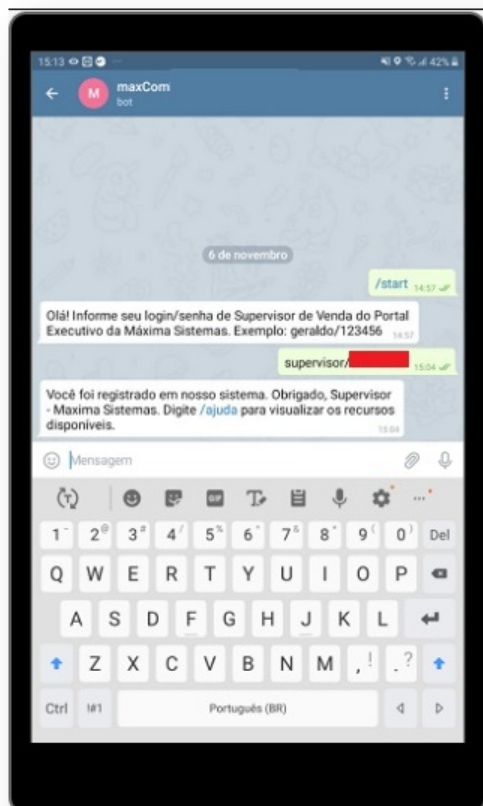 15:13
42%
M
maxCom
bot
6 de novembro
/start 14:57
Olá! Informe seu login/senha de Supervisor de Venda do Portal
Executivo da Máxima Sistemas. Exemplo: geraldo/123456 14:57
supervisor/ 15:04
Você foi registrado em nosso sistema. Obrigado, Supervisor
- Maxima Sistemas. Digite /ajuda para visualizar os recursos
disponíveis. 15:04
Mensagem
T GIF T
1 - 2 @ 3 # 4 / 5 % 6 ^ 7 & 8 * 9 ( 0 ) Del
Q W E R T Y U I O P
A S D F G H J K L
Z X C V B N M , ! . ?
Ctrl !#1 Português (BR)